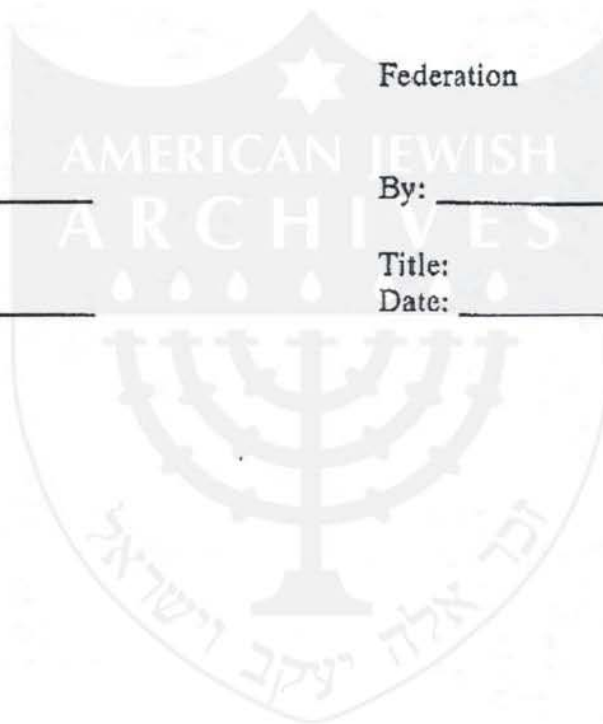 Federation
AMERICAN JEWISH
ARCHIVES
By:
Title:
Date:
זכר אלה יעקב וישראל